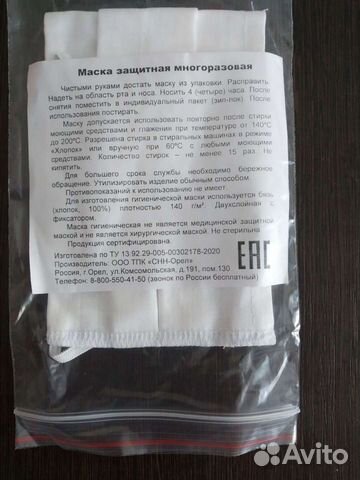 Маска защитная многоразовая
Чистыми руками достать маску из упаковки. Расправить.
Надеть на область рта и носа. Носить 4 (четыре) часа. После
снятия поместить в индивидуальный пакет (зип-лок). После
использования постирать.
Маску допускается использовать повторно после стирки
моющими средствами и глажения при температуре от 140°С
до 200°С. Разрешена стирка в стиральных машинах в режиме
«Хлопок» или вручную при 60°С с любыми моющими
средствами. Количество стирок – не менее 15 раз. Не
кипятить.
Для большего срока службы необходимо бережное
обращение. Утилизировать изделие обычным способом.
Противопоказаний к использованию не имеет.
Для изготовления гигиенической маски используется бязь
(хлопок, 100%) плотностью 140 г/м². Двухслойная с
фиксатором.
Маска гигиеническая не является медицинской защитной
маской и не является хирургической маской. Не стерильна.
Продукция сертифицирована.
Изготовлено по ТУ 13.92.29-005-00302178-2020
Производитель: ООО ТПК «СНН-Орел»
Россия, г.Орел, ул.Комсомольская, д.191, пом.130
Телефон: 8-800-550-41-50 (звонок по России бесплатный)
ЕАС
Avito